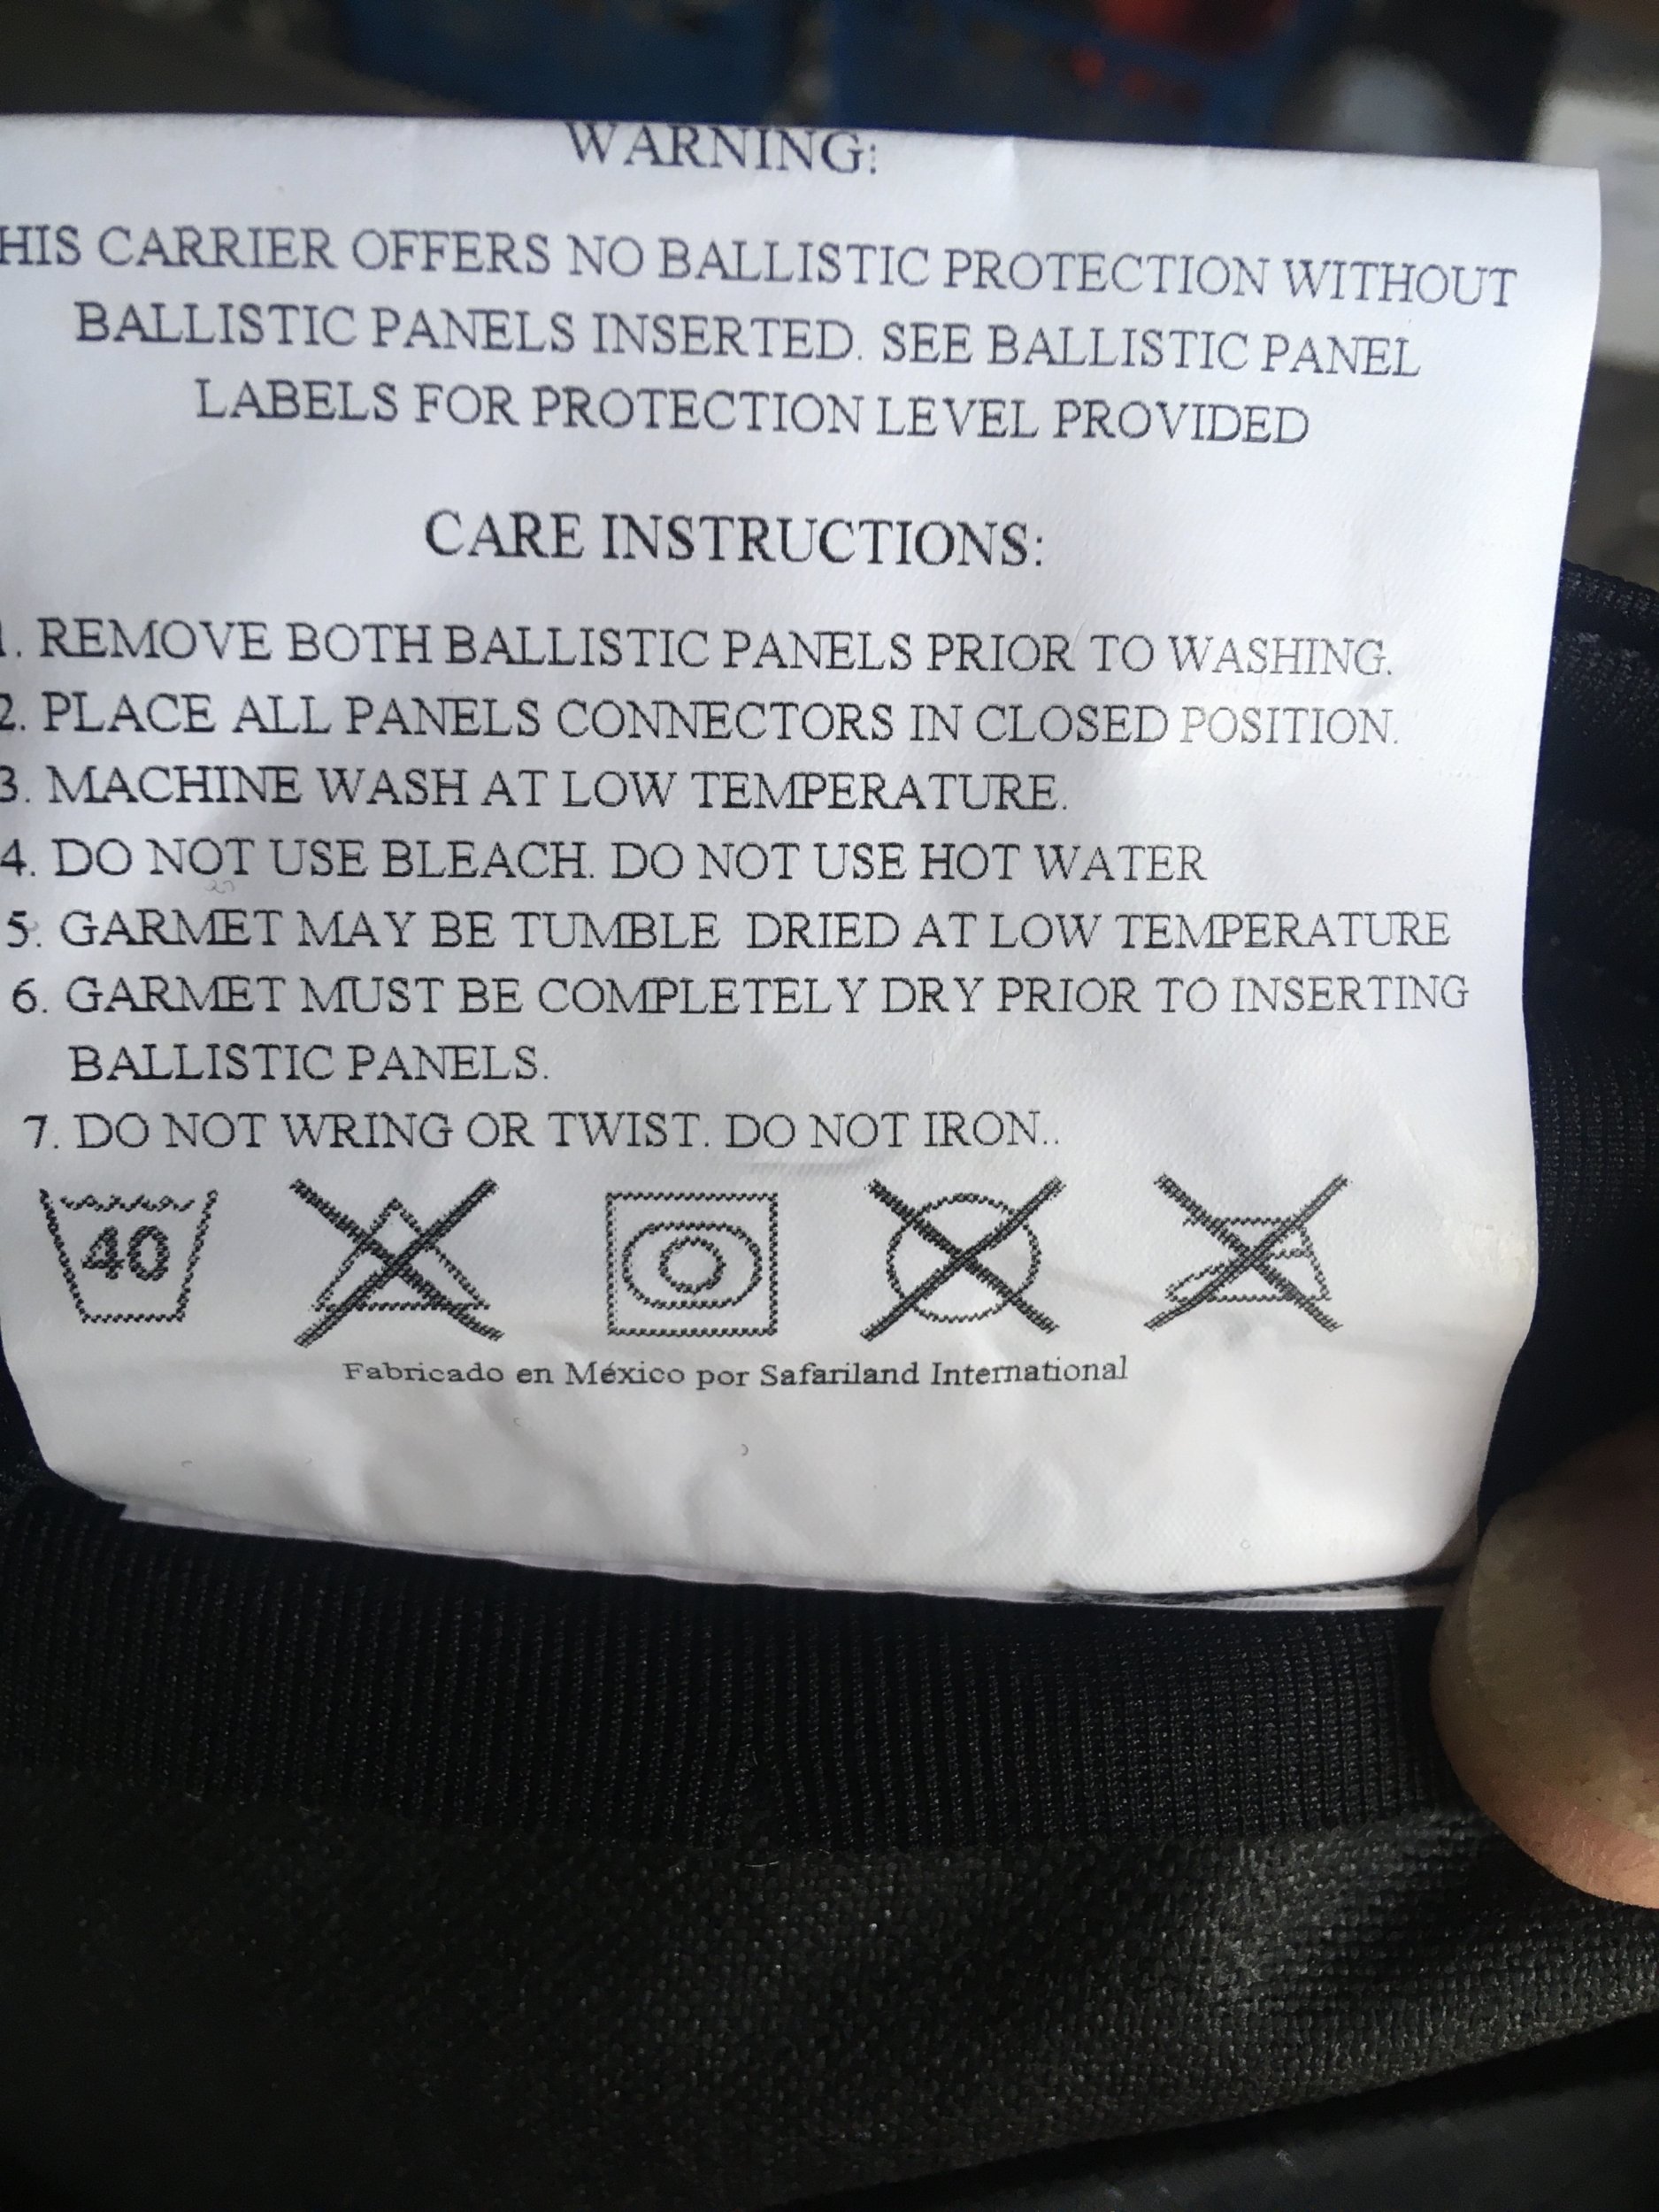 WARNING:
HIS CARRIER OFFERS NO BALLISTIC PROTECTION WITHOUT
BALLISTIC PANELS INSERTED. SEE BALLISTIC PANEL
LABELS FOR PROTECTION LEVEL PROVIDED
CARE INSTRUCTIONS:
1. REMOVE BOTH BALLISTIC PANELS PRIOR TO WASHING.
2. PLACE ALL PANELS CONNECTORS IN CLOSED POSITION.
3. MACHINE WASH AT LOW TEMPERATURE.
4. DO NOT USE BLEACH. DO NOT USE HOT WATER
5. GARMET MAY BE TUMBLE DRIED AT LOW TEMPERATURE
6. GARMET MUST BE COMPLETELY DRY PRIOR TO INSERTING
BALLISTIC PANELS.
7. DO NOT WRING OR TWIST. DO NOT IRON..
40
Fabricado en México por Safariland International